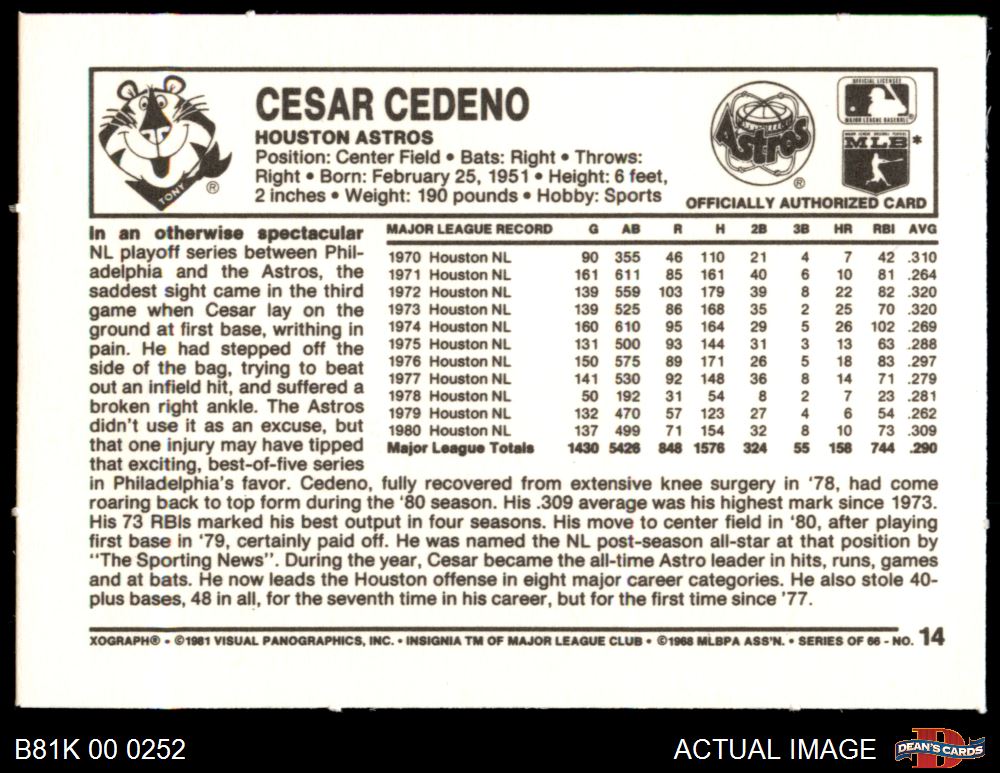 CESAR CEDENO
HOUSTON ASTROS
Position: Center Field • Bats: Right • Throws:
Right • Born: February 25, 1951 • Height: 6 feet,
2 inches • Weight: 190 pounds • Hobby: Sports
TONY ®
Astros ®
OFFICIAL LICENSEE
MAJOR LEAGUE BASEBALL ®
MLB *
OFFICIALLY AUTHORIZED CARD
In an otherwise spectacular
NL playoff series between Phil-
adelphia and the Astros, the
saddest sight came in the third
game when Cesar lay on the
ground at first base, writhing in
pain. He had stepped off the
side of the bag, trying to beat
out an infield hit, and suffered a
broken right ankle. The Astros
didn't use it as an excuse, but
that one injury may have tipped
that exciting, best-of-five series
MAJOR LEAGUE RECORD G AB R H 2B 3B HR RBI AVG
1970 Houston NL 90 355 46 110 21 4 7 42 .310
1971 Houston NL 161 611 85 161 40 6 10 81 .264
1972 Houston NL 139 559 103 179 39 8 22 82 .320
1973 Houston NL 139 525 86 168 35 2 25 70 .320
1974 Houston NL 160 610 95 164 29 5 26 102 .269
1975 Houston NL 131 500 93 144 31 3 13 63 .288
1976 Houston NL 150 575 89 171 26 5 18 83 .297
1977 Houston NL 141 530 92 148 36 8 14 71 .279
1978 Houston NL 50 192 31 54 8 2 7 23 .281
1979 Houston NL 132 470 57 123 27 4 6 54 .262
1980 Houston NL 137 499 71 154 32 8 10 73 .309
Major League Totals 1430 5426 848 1576 324 55 158 744 .290
in Philadelphia's favor. Cedeno, fully recovered from extensive knee surgery in '78, had come
roaring back to top form during the '80 season. His .309 average was his highest mark since 1973.
His 73 RBIs marked his best output in four seasons. His move to center field in '80, after playing
first base in '79, certainly paid off. He was named the NL post-season all-star at that position by
"The Sporting News". During the year, Cesar became the all-time Astro leader in hits, runs, games
and at bats. He now leads the Houston offense in eight major career categories. He also stole 40-
plus bases, 48 in all, for the seventh time in his career, but for the first time since '77.
XOGRAPH® • ©1981 VISUAL PANOGRAPHICS, INC. • INSIGNIA TM OF MAJOR LEAGUE CLUB • ©1968 MLBPA ASS'N. • SERIES OF 66 - NO. 14
B81K 00 0252
ACTUAL IMAGE
D
DEAN'S CARDS